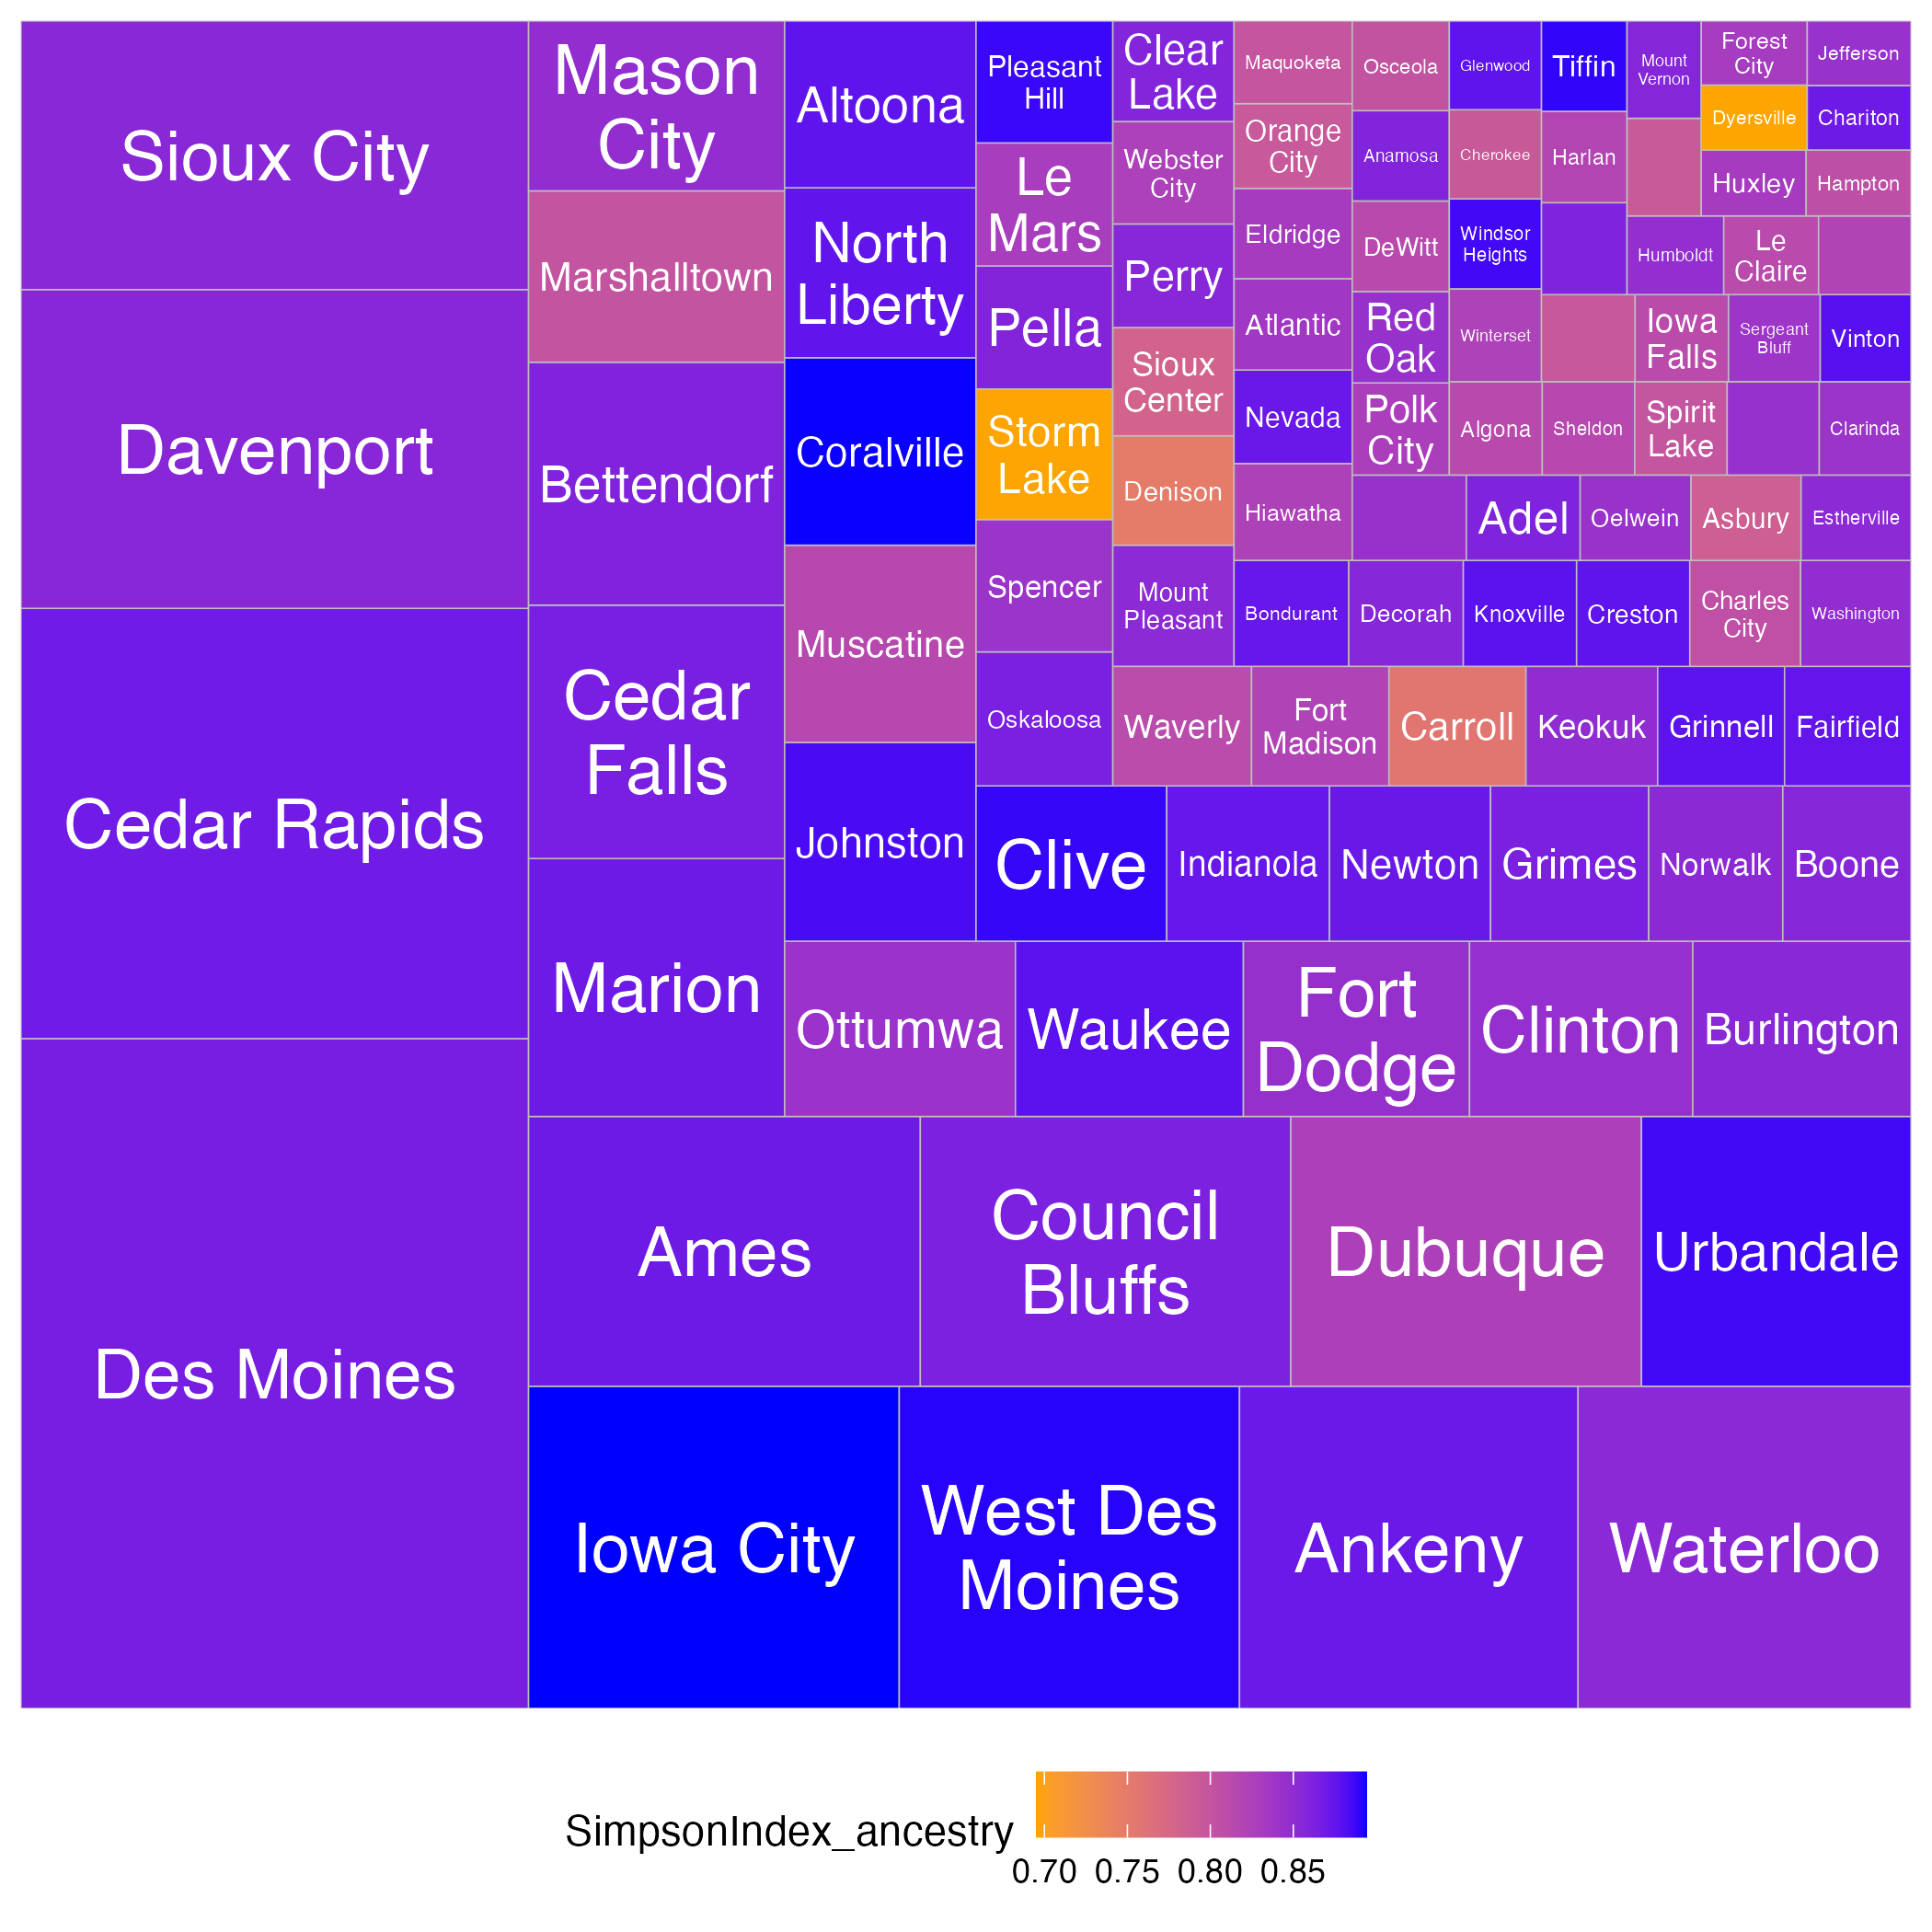 Sioux City
Davenport
Cedar Rapids
Des Moines
Mason
City
Marshalltown
Bettendorf
Cedar
Falls
Marion
Altoona
North
Liberty
Coralville
Muscatine
Johnston
Pleasant
Hill
Le
Mars
Pella
Storm
Lake
Spencer
Oskaloosa
Clear
Lake
Webster
City
Perry
Sioux
Center
Denison
Mount
Pleasant
Maquoketa
Orange
City
Eldridge
Atlantic
Nevada
Hiawatha
Osceola
Anamosa
DeWitt
Red
Oak
Polk
City
Glenwood
Cherokee
Windsor
Heights
Winterset
Algona
Tiffin
Harlan
Mount
Vernon
Forest
City
Jefferson
Dyersville
Chariton
Huxley
Hampton
Humboldt
Le
Claire
Iowa
Falls
Sergeant
Bluff
Vinton
Sheldon
Spirit
Lake
Clarinda
Adel
Oelwein
Asbury
Estherville
Bondurant
Decorah
Knoxville
Creston
Charles
City
Washington
Waverly
Fort
Madison
Carroll
Keokuk
Grinnell
Fairfield
Clive
Indianola
Newton
Grimes
Norwalk
Boone
Ottumwa
Waukee
Fort
Dodge
Clinton
Burlington
Ames
Council
Bluffs
Dubuque
Urbandale
Iowa City
West Des
Moines
Ankeny
Waterloo
SimpsonIndex_ancestry
0.70 0.75 0.80 0.85